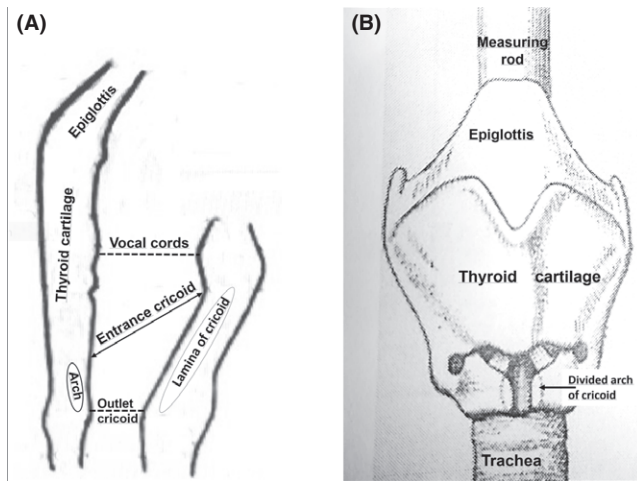 (A)
Epiglottis
Thyroid cartilage
Vocal cords
Entrance cricoid
Lamina of cricoid
Arch
Outlet
cricoid
(B)
Measuring
rod
Epiglottis
Thyroid cartilage
Divided arch
of cricoid
Trachea